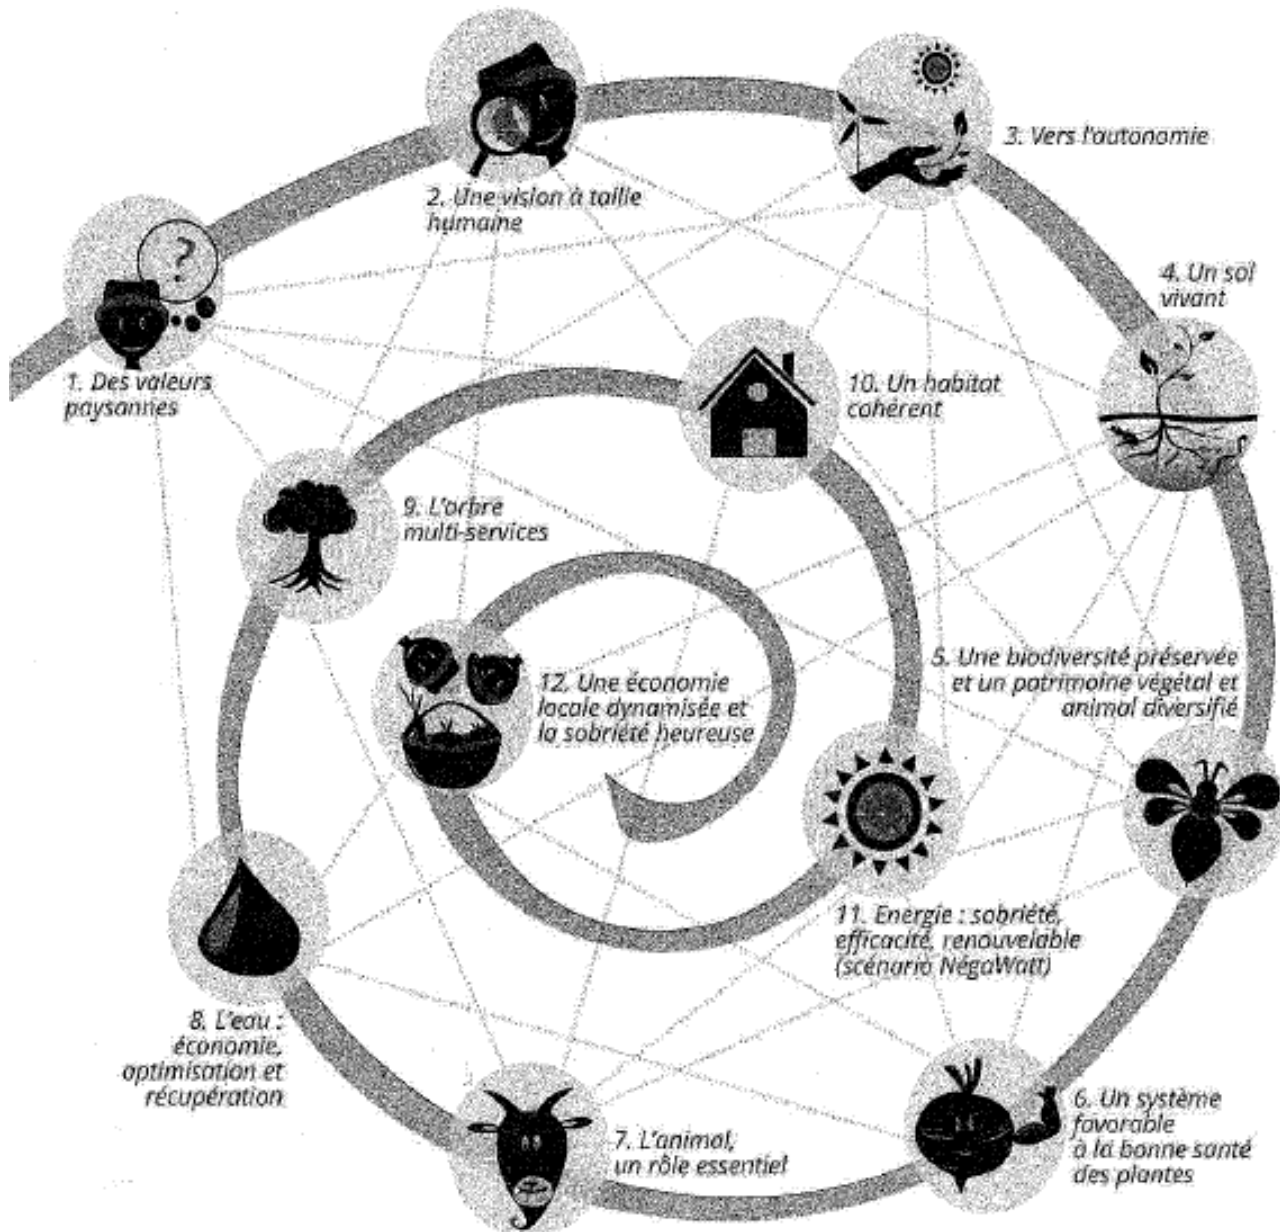 ?
1. Des valeurs
paysannes
2. Une vision à taille
humaine
3. Vers l'autonomie
4. Un sol
vivant
5. Une biodiversité préservée
et un patrimoine végétal et
animal diversifié
6. Un système
favorable
à la bonne santé
des plantes
7. L'animal,
un rôle essentiel
8. L'eau :
économie,
optimisation et
récupération
9. L'arbre
multi-services
10. Un habitat
cohérent
11. Energie : sobriété,
efficacité, renouvelable
(scénario NégaWatt)
12. Une économie
locale dynamisée et
la sobriété heureuse